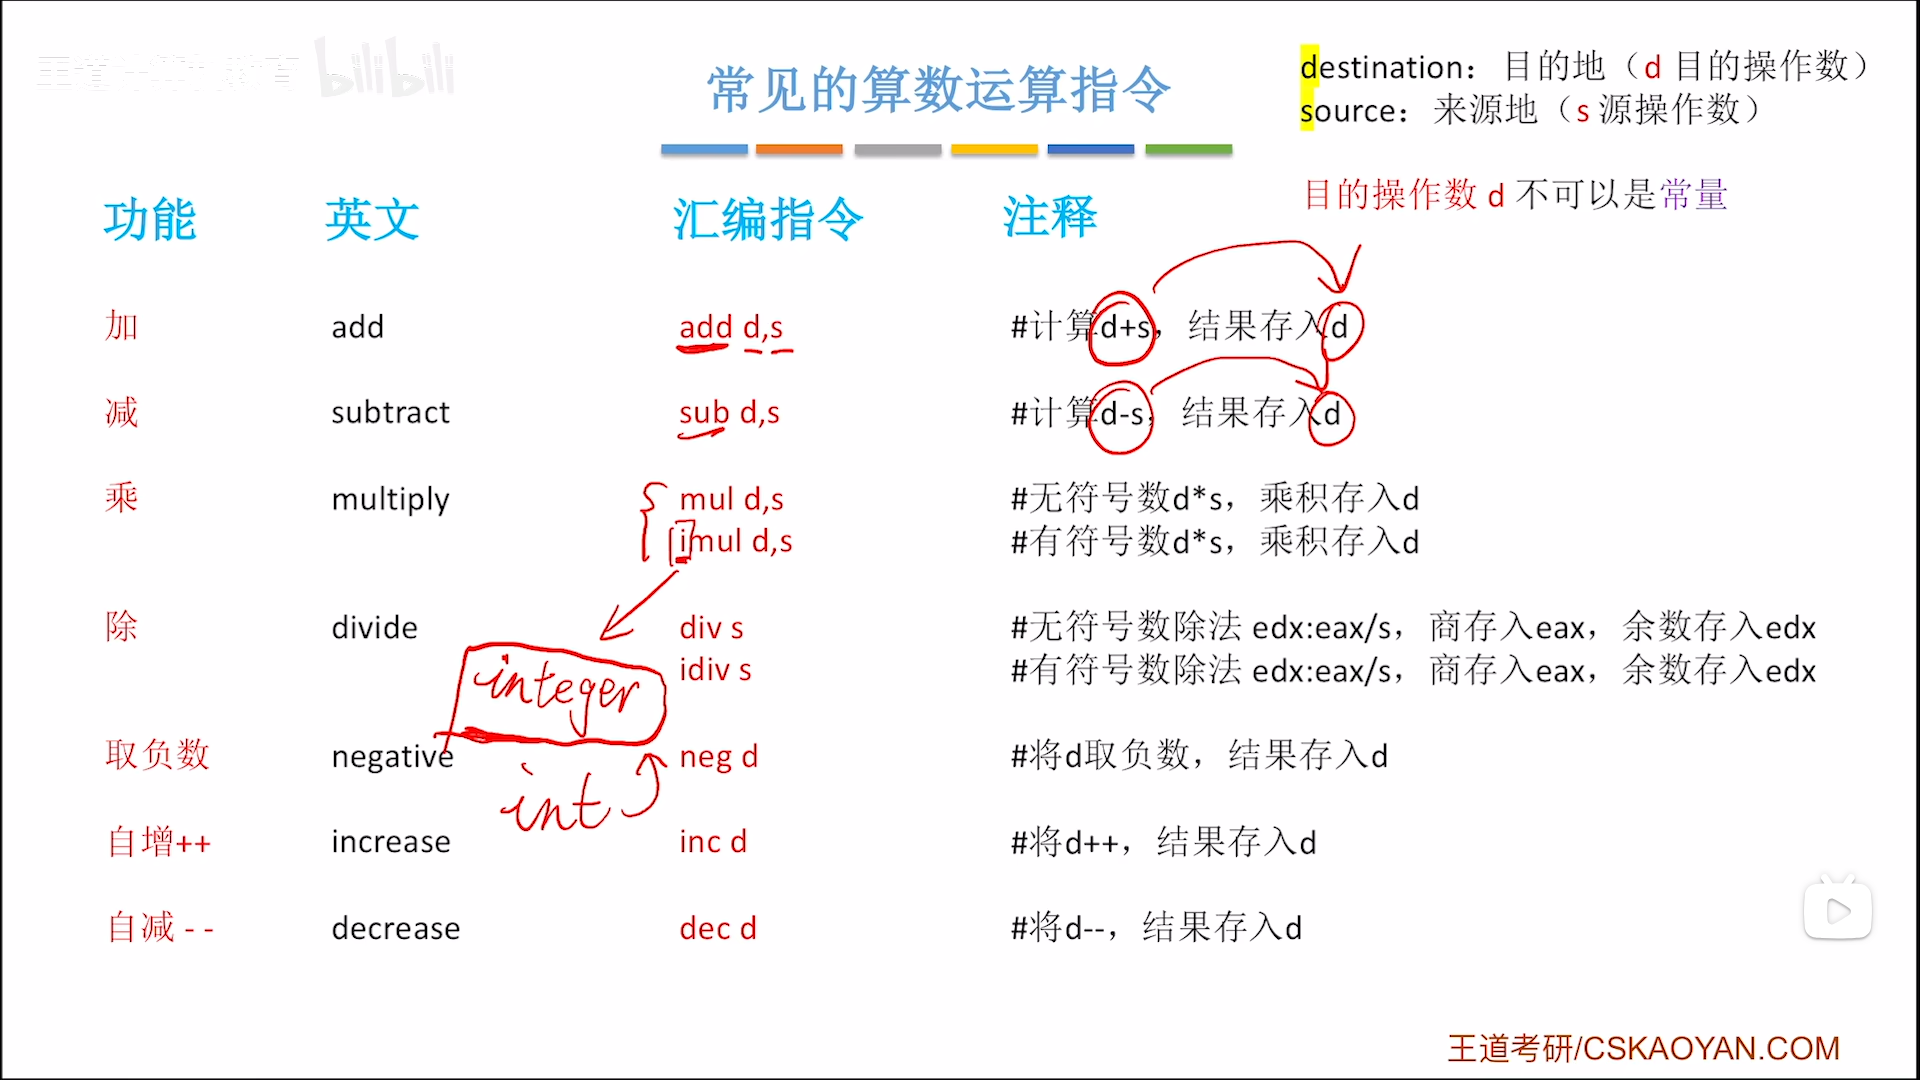 bilibili
常见的算数运算指令
destination：目的地（d 目的操作数）
source：来源地（s 源操作数）
目的操作数 d 不可以是常量
功能 英文 汇编指令 注释
加 add add d,s #计算d+s，结果存入d
减 subtract sub d,s #计算d-s，结果存入d
乘 multiply mul d,s #无符号数d*s，乘积存入d
imul d,s #有符号数d*s，乘积存入d
除 divide div s #无符号数除法 edx:eax/s，商存入eax，余数存入edx
idiv s #有符号数除法 edx:eax/s，商存入eax，余数存入edx
integer
取负数 negative neg d #将d取负数，结果存入d
int
自增++ increase inc d #将d++，结果存入d
自减 - - decrease dec d #将d--，结果存入d
王道考研/CSKAOYAN.COM